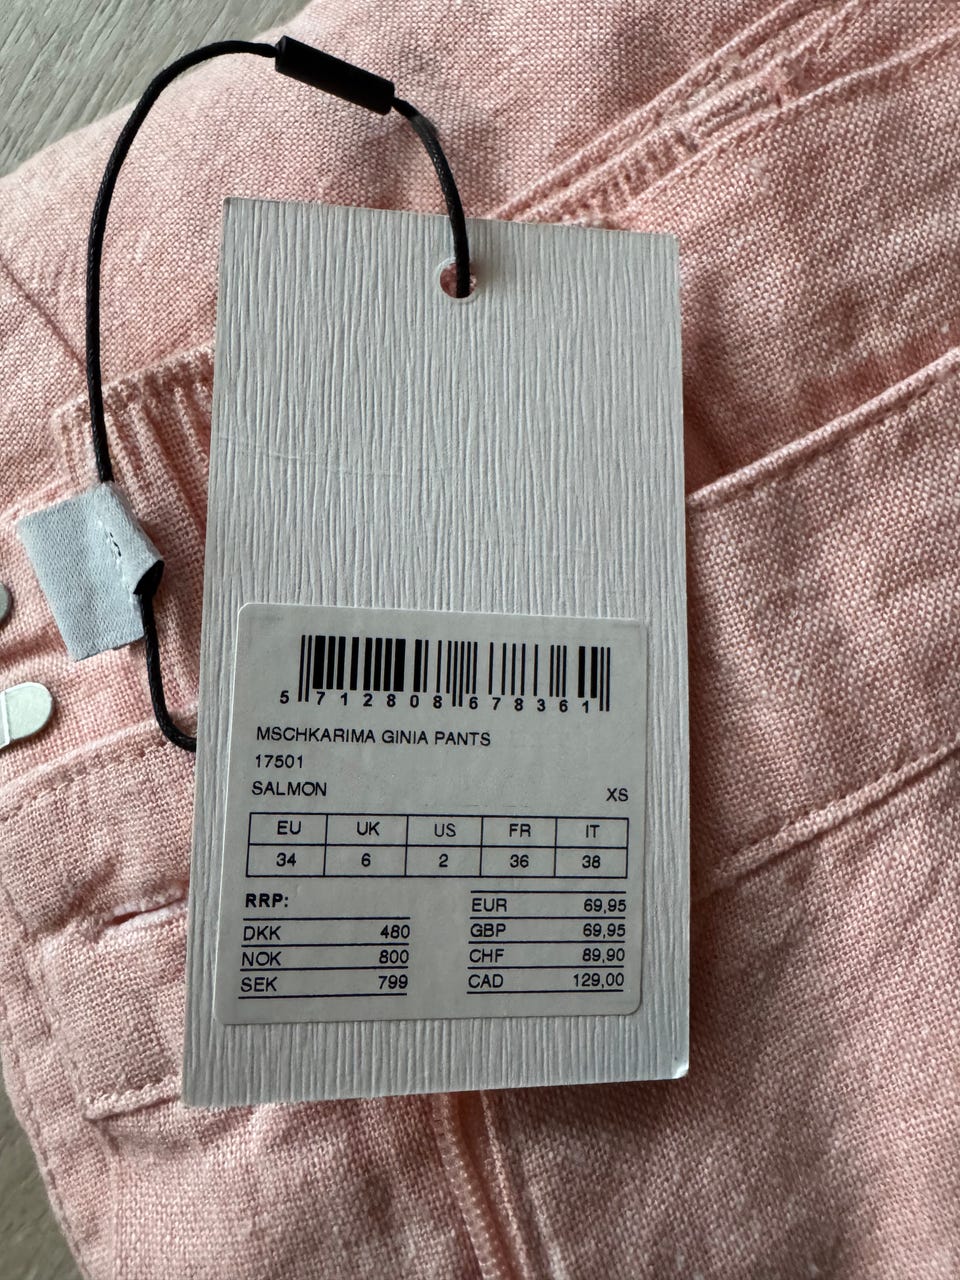 5 712808 678361
MSCHKARIMA GINIA PANTS
17501
SALMON XS
EU UK US FR IT
34 6 2 36 38
RRP:
DKK 480
NOK 800
SEK 799
EUR 69,95
GBP 69,95
CHF 89,90
CAD 129,00